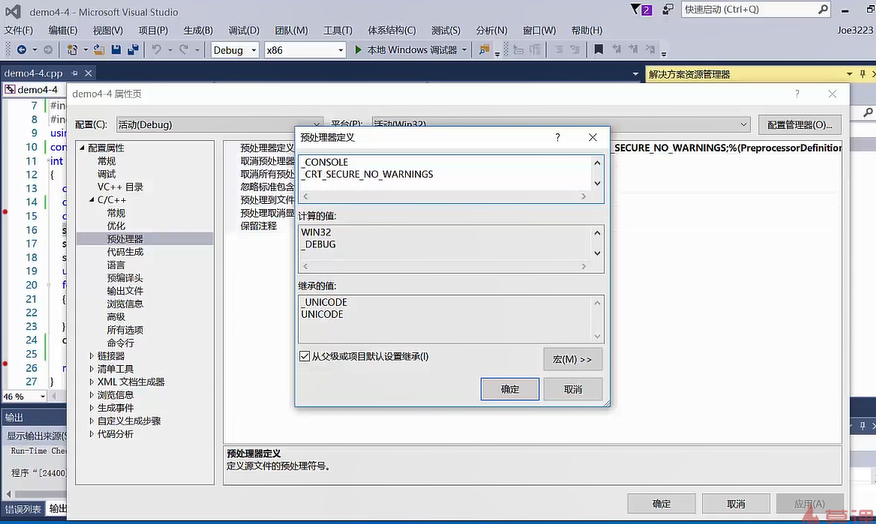 demo4-4 - Microsoft Visual Studio
2
快速启动 (Ctrl+Q)
文件(F) 编辑(E) 视图(V) 项目(P) 生成(B) 调试(D) 团队(M) 工具(T) 体系结构(C) 测试(S) 分析(N) 窗口(W) 帮助(H)
Joe3223
Debug x86 本地 Windows 调试器
demo4-4.cpp
解决方案资源管理器
demo4-4
demo4-4 属性页
配置(C): 活动(Debug) 平台(P): 活动(Win32) 配置管理器(O)...
配置属性
常规
调试
VC++ 目录
C/C++
常规
优化
预处理器
代码生成
语言
预编译头
输出文件
浏览信息
高级
所有选项
命令行
链接器
清单工具
XML 文档生成器
浏览信息
生成事件
自定义生成步骤
代码分析
预处理器定义
_SECURE_NO_WARNINGS;%(PreprocessorDefinition
取消预处理器
取消所有预处
忽略标准包含
预处理到文件
预处理取消显
保留注释
预处理器定义
_CONSOLE
_CRT_SECURE_NO_WARNINGS
计算的值:
WIN32
_DEBUG
继承的值:
_UNICODE
UNICODE
从父级或项目默认设置继承(I)
宏(M) >>
确定 取消
预处理器定义
定义源文件的预处理符号。
确定 取消 应用(A)
7 #in
8 #in
9 usin
10 con
11 int
12 {
13 c
14 c
15 c
16 s
17 s
18 s
19 u
20 f
21 {
22
23 }
24 c
25
26 r
27 }
46 %
输出
显示输出来源(S
Run-Time Chec
程序“[24400]
错误列表 输出